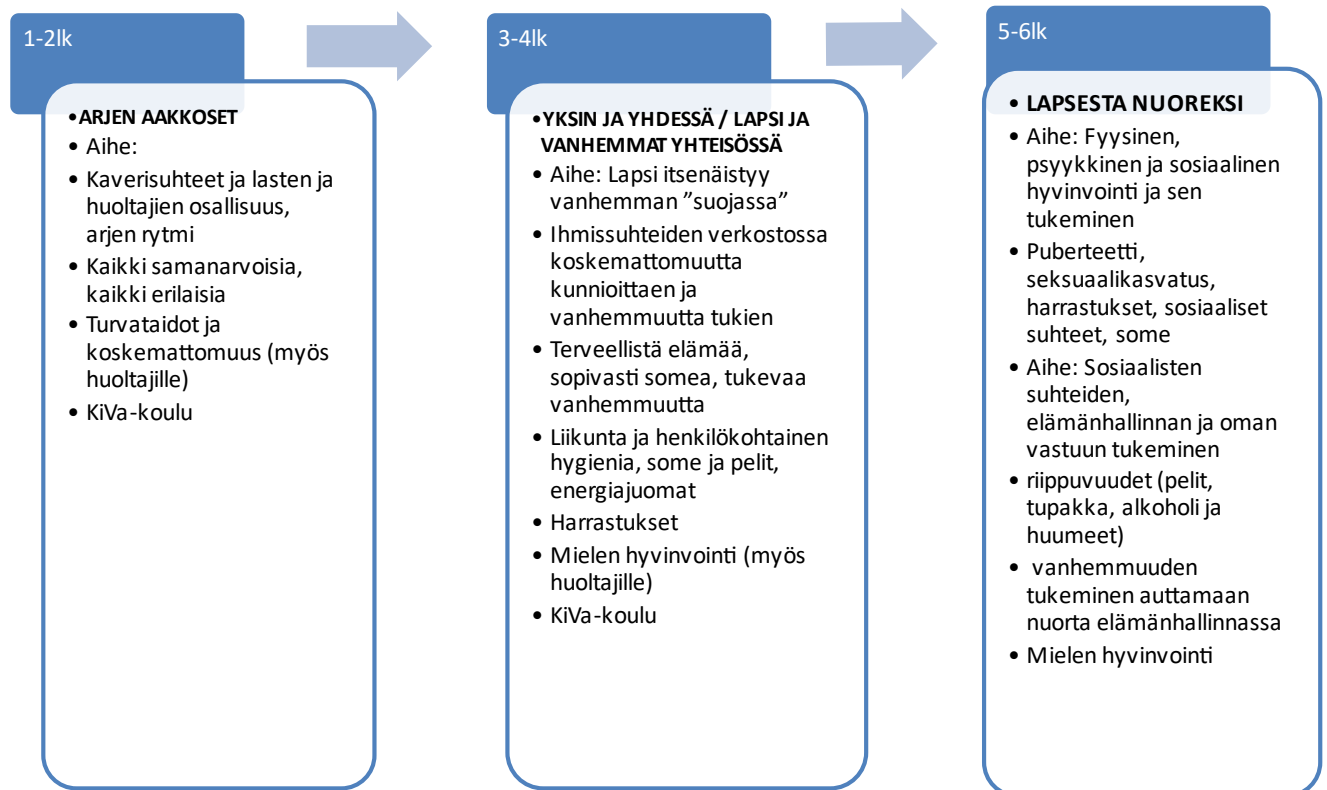 1-2lk
•ARJEN AAKKOSET
• Aihe:
• Kaverisuhteet ja lasten ja
huoltajien osallisuus,
arjen rytmi
• Kaikki samanarvoisia,
kaikki erilaisia
• Turvataidot ja
koskemattomuus (myös
huoltajille)
• KiVa-koulu
3-4lk
•YKSIN JA YHDESSÄ / LAPSI JA
VANHEMMAT YHTEISÖSSÄ
• Aihe: Lapsi itsenäistyy
vanhemman ”suojassa”
• Ihmissuhteiden verkostossa
koskemattomuutta
kunnioittaen ja
vanhemmuutta tukien
• Terveellistä elämää,
sopivasti somea, tukevaa
vanhemmuutta
• Liikunta ja henkilökohtainen
hygienia, some ja pelit,
energiajuomat
• Harrastukset
• Mielen hyvinvointi (myös
huoltajille)
• KiVa-koulu
5-6lk
• LAPSESTA NUOREKSI
• Aihe: Fyysinen,
psyykkinen ja sosiaalinen
hyvinvointi ja sen
tukeminen
• Puberteetti,
seksuaalikasvatus,
harrastukset, sosiaaliset
suhteet, some
• Aihe: Sosiaalisten
suhteiden,
elämänhallinnan ja oman
vastuun tukeminen
• riippuvuudet (pelit,
tupakka, alkoholi ja
huumeet)
• vanhemmuuden
tukeminen auttamaan
nuorta elämänhallinnassa
• Mielen hyvinvointi